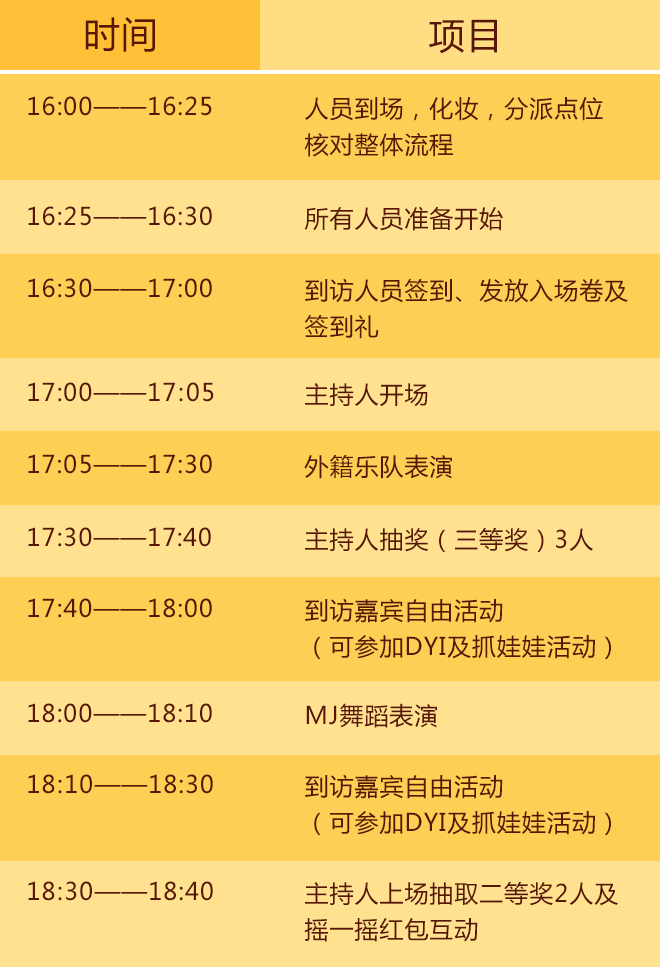 时间 项目
16:00——16:25 人员到场，化妆，分派点位
核对整体流程
16:25——16:30 所有人员准备开始
16:30——17:00 到访人员签到、发放入场卷及
签到礼
17:00——17:05 主持人开场
17:05——17:30 外籍乐队表演
17:30——17:40 主持人抽奖（三等奖）3人
17:40——18:00 到访嘉宾自由活动
（可参加DYI及抓娃娃活动）
18:00——18:10 MJ舞蹈表演
18:10——18:30 到访嘉宾自由活动
（可参加DYI及抓娃娃活动）
18:30——18:40 主持人上场抽取二等奖2人及
摇一摇红包互动